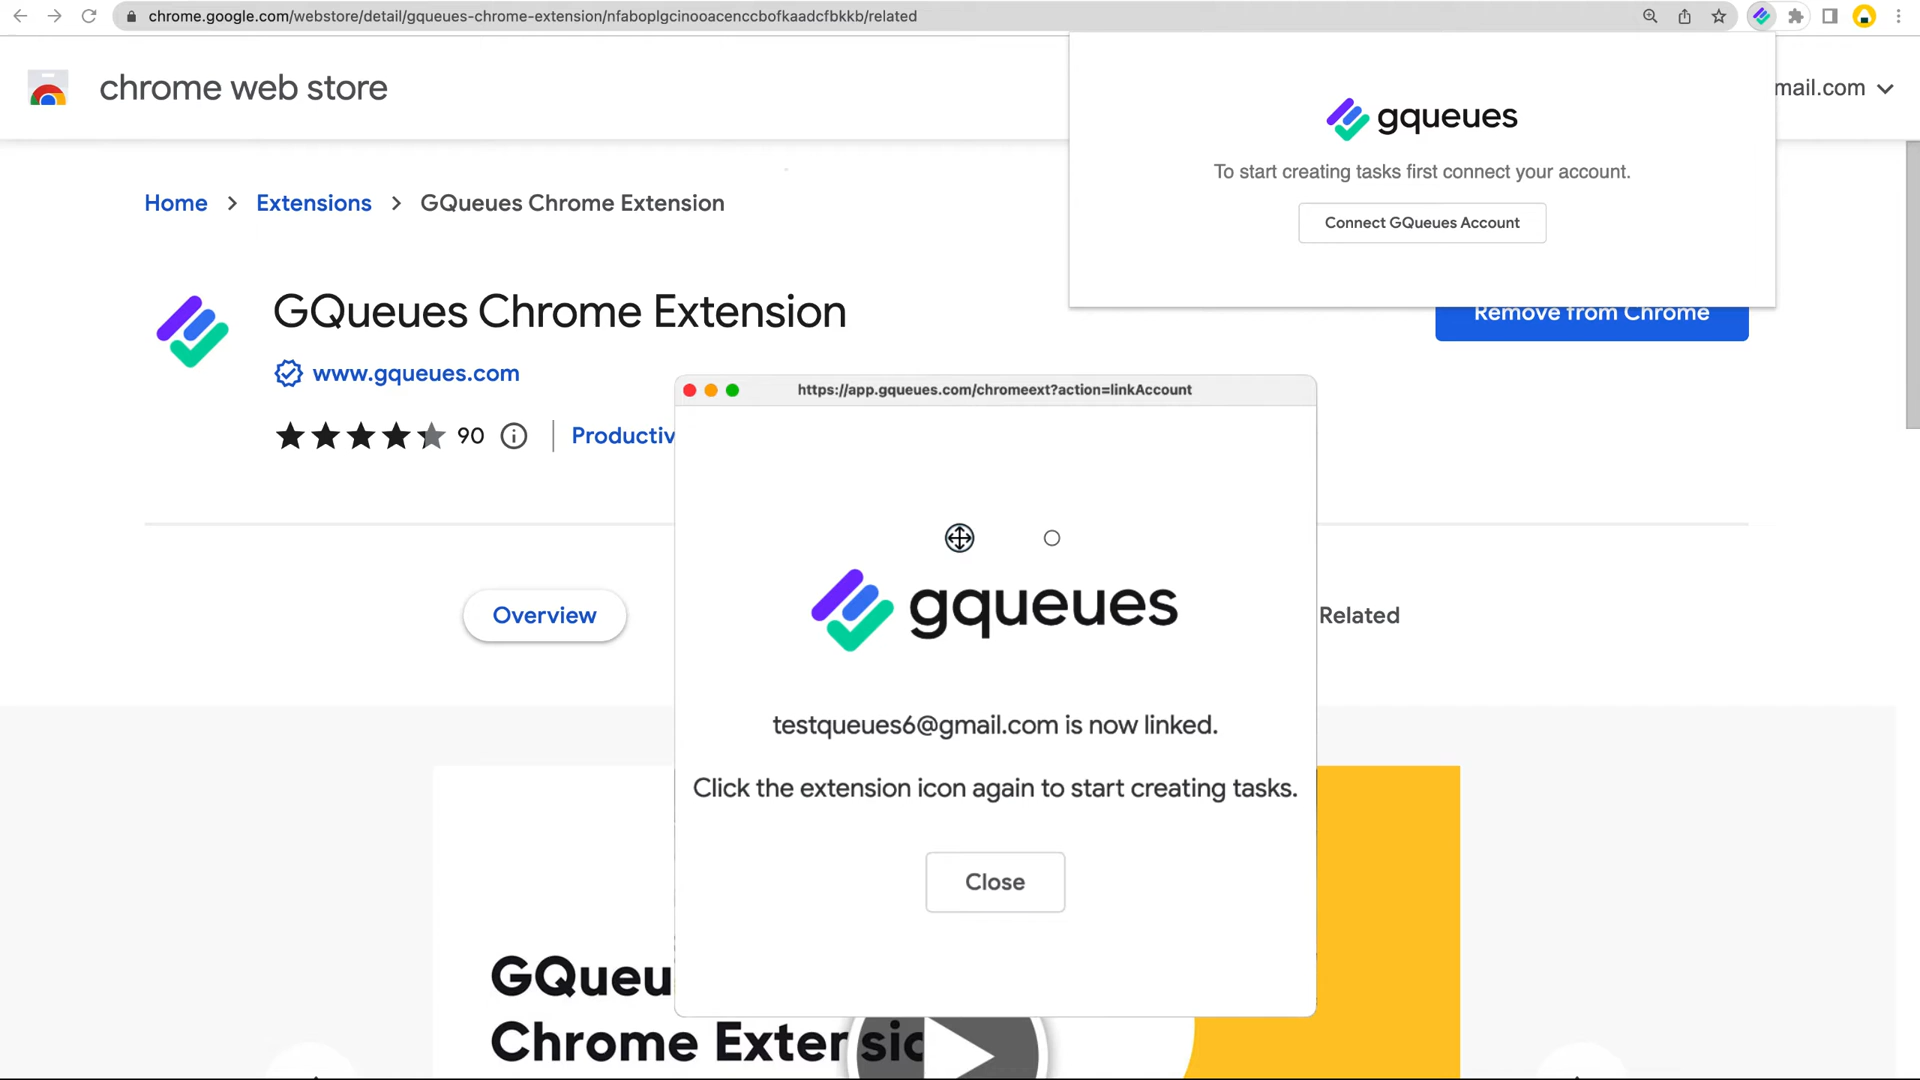 chrome.google.com/webstore/detail/gqueues-chrome-extension/nfaboplgcinooacenccbofkaadcfbkkb/related
chrome web store
mail.com
gqueues
To start creating tasks first connect your account.
Connect GQueues Account
Home > Extensions > GQueues Chrome Extension
GQueues Chrome Extension
Remove from Chrome
www.gqueues.com
90
Productiv
https://app.gqueues.com/chromeext?action=linkAccount
gqueues
Overview
Related
testqueues6@gmail.com is now linked.
Click the extension icon again to start creating tasks.
Close
GQueu
Chrome Extension